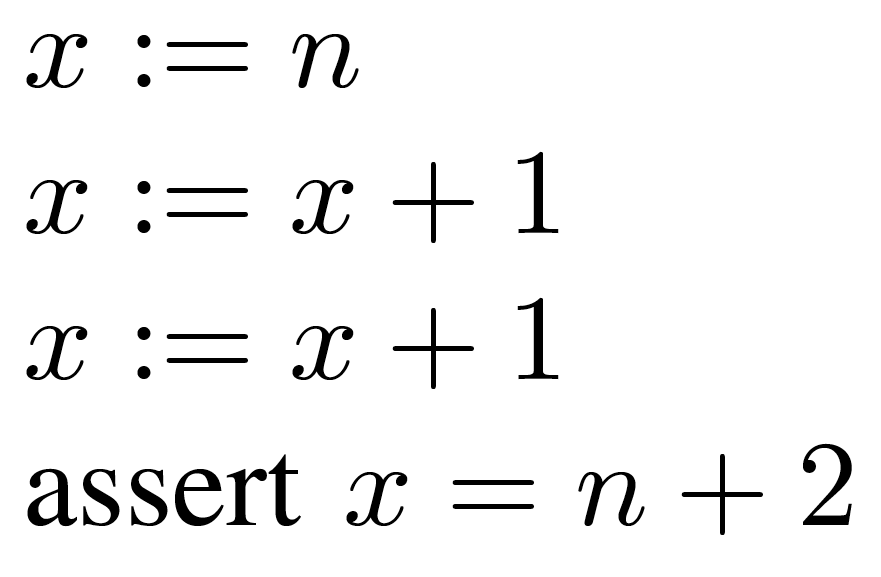 x := n
x := x + 1
x := x + 1
assert x = n + 2